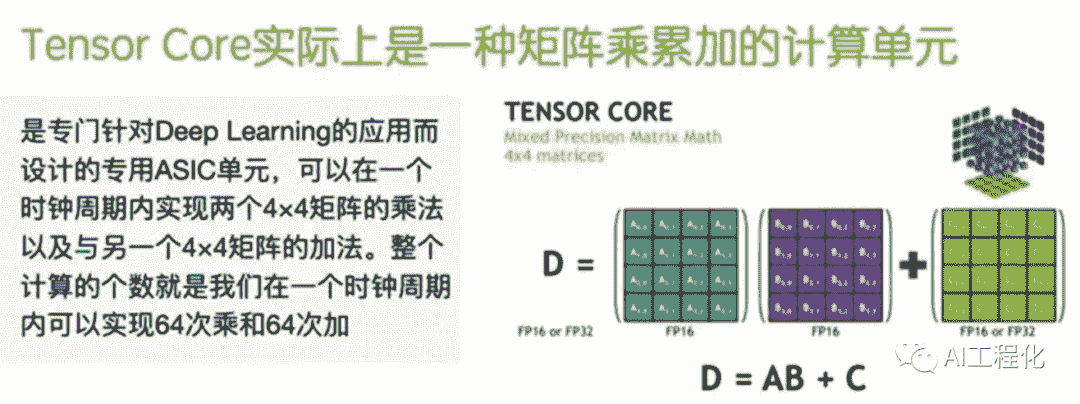 Tensor Core实际上是一种矩阵乘累加的计算单元
是专门针对Deep Learning的应用而
设计的专用ASIC单元，可以在一个
时钟周期内实现两个4×4矩阵的乘法
以及与另一个4×4矩阵的加法。整个
计算的个数就是我们在一个时钟周期
内可以实现64次乘和64次加
TENSOR CORE
Mixed Precision Matrix Math
4x4 matrices
D =
+
FP16 or FP32
FP16
FP16
FP16 or FP32
D = AB + C
AI工程化